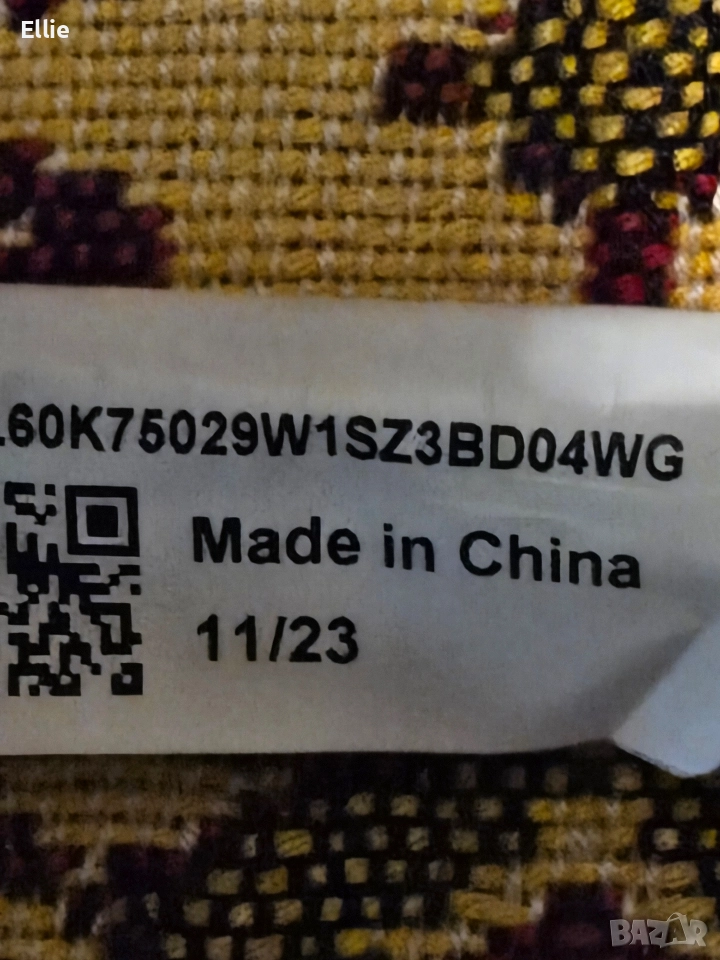 Ellie
.60K75029W1SZ3BD04WG
Made in China
11/23
BAZAR